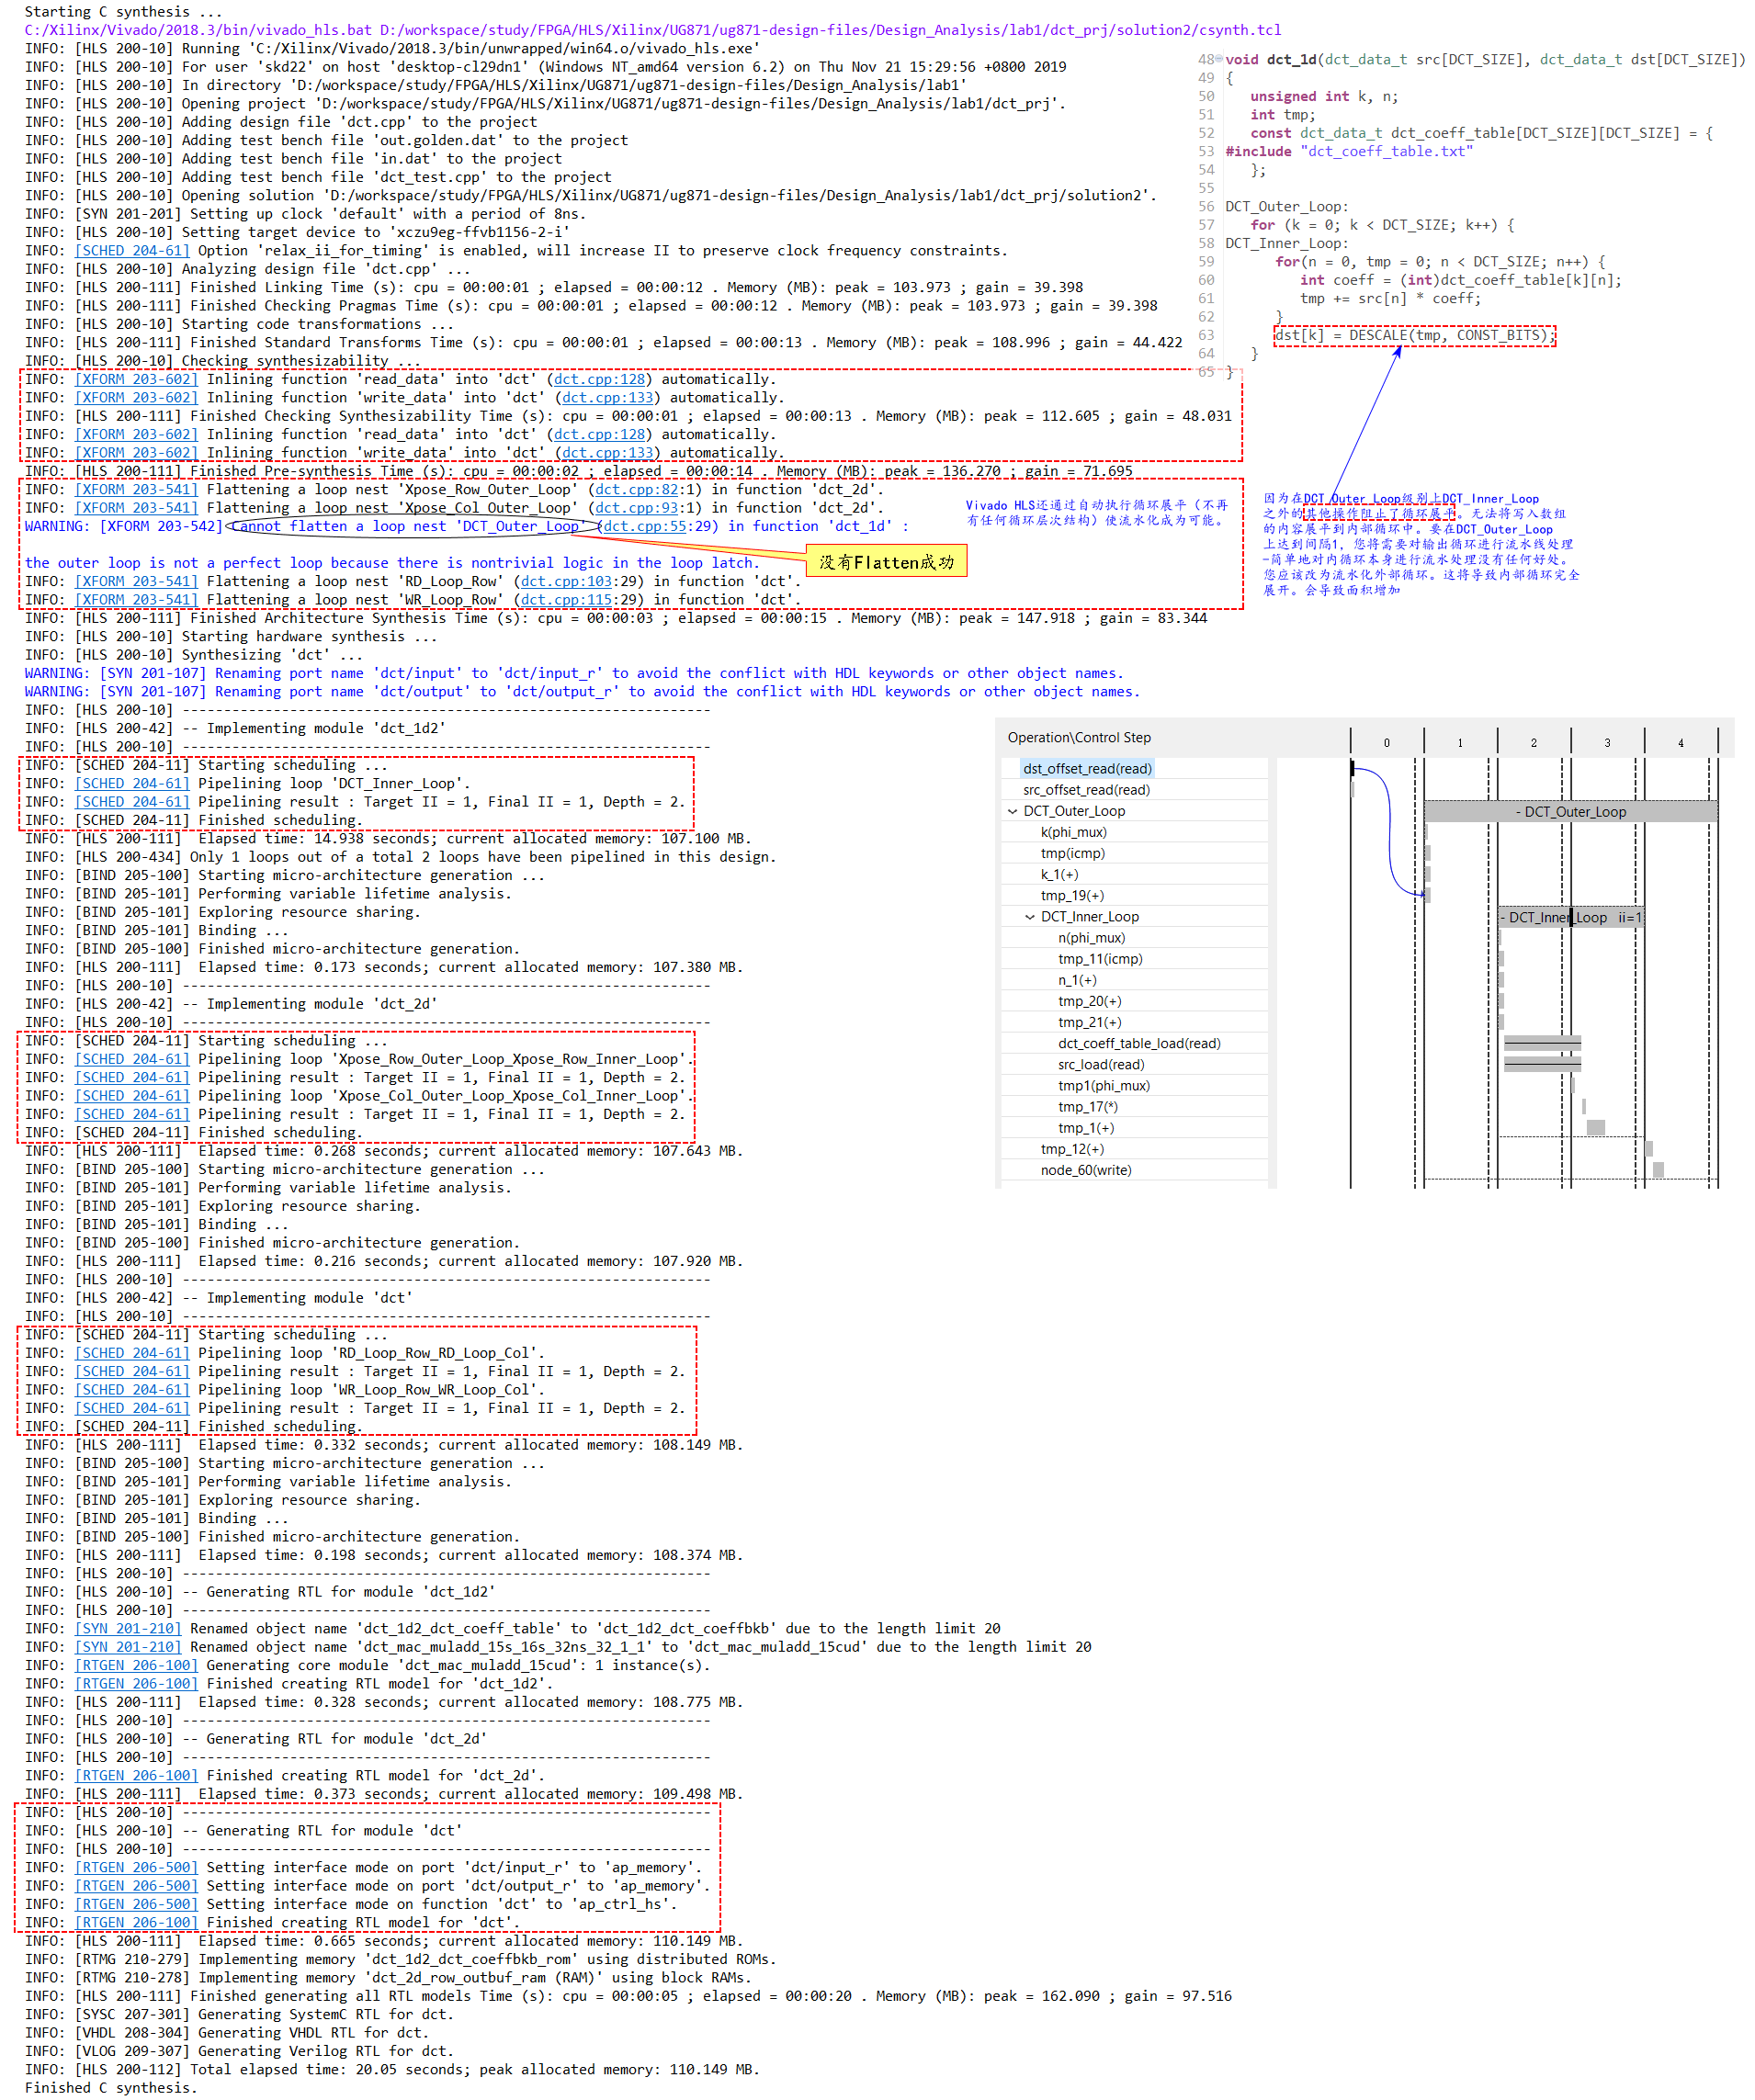 Starting C synthesis ...
C:/Xilinx/Vivado/2018.3/bin/vivado_hls.bat D:/workspace/study/FPGA/HLS/Xilinx/UG871/ug871-design-files/Design_Analysis/lab1/dct_prj/solution2/csynth.tcl
INFO: [HLS 200-10] Running 'C:/Xilinx/Vivado/2018.3/bin/unwrapped/win64.o/vivado_hls.exe'
INFO: [HLS 200-10] For user 'skd22' on host 'desktop-cl29dn1' (Windows NT_amd64 version 6.2) on Thu Nov 21 15:29:56 +0800 2019
INFO: [HLS 200-10] In directory 'D:/workspace/study/FPGA/HLS/Xilinx/UG871/ug871-design-files/Design_Analysis/lab1'
INFO: [HLS 200-10] Opening project 'D:/workspace/study/FPGA/HLS/Xilinx/UG871/ug871-design-files/Design_Analysis/lab1/dct_prj'.
INFO: [HLS 200-10] Adding design file 'dct.cpp' to the project
INFO: [HLS 200-10] Adding test bench file 'out.golden.dat' to the project
INFO: [HLS 200-10] Adding test bench file 'in.dat' to the project
INFO: [HLS 200-10] Adding test bench file 'dct_test.cpp' to the project
INFO: [HLS 200-10] Opening solution 'D:/workspace/study/FPGA/HLS/Xilinx/UG871/ug871-design-files/Design_Analysis/lab1/dct_prj/solution2'.
INFO: [SYN 201-201] Setting up clock 'default' with a period of 8ns.
INFO: [HLS 200-10] Setting target device to 'xczu9eg-ffvb1156-2-i'
INFO: [SCHED 204-61] Option 'relax_ii_for_timing' is enabled, will increase II to preserve clock frequency constraints.
INFO: [HLS 200-10] Analyzing design file 'dct.cpp' ...
INFO: [HLS 200-111] Finished Linking Time (s): cpu = 00:00:01 ; elapsed = 00:00:12 . Memory (MB): peak = 103.973 ; gain = 39.398
INFO: [HLS 200-111] Finished Checking Pragmas Time (s): cpu = 00:00:01 ; elapsed = 00:00:12 . Memory (MB): peak = 103.973 ; gain = 39.398
INFO: [HLS 200-10] Starting code transformations ...
INFO: [HLS 200-111] Finished Standard Transforms Time (s): cpu = 00:00:01 ; elapsed = 00:00:13 . Memory (MB): peak = 108.996 ; gain = 44.422
INFO: [HLS 200-10] Checking synthesizability ...
INFO: [XFORM 203-602] Inlining function 'read_data' into 'dct' (dct.cpp:128) automatically.
INFO: [XFORM 203-602] Inlining function 'write_data' into 'dct' (dct.cpp:133) automatically.
INFO: [HLS 200-111] Finished Checking Synthesizability Time (s): cpu = 00:00:01 ; elapsed = 00:00:13 . Memory (MB): peak = 112.605 ; gain = 48.031
INFO: [XFORM 203-602] Inlining function 'read_data' into 'dct' (dct.cpp:128) automatically.
INFO: [XFORM 203-602] Inlining function 'write_data' into 'dct' (dct.cpp:133) automatically.
INFO: [HLS 200-111] Finished Pre-synthesis Time (s): cpu = 00:00:02 ; elapsed = 00:00:14 . Memory (MB): peak = 136.270 ; gain = 71.695
INFO: [XFORM 203-541] Flattening a loop nest 'Xpose_Row_Outer_Loop' (dct.cpp:82:1) in function 'dct_2d'.
INFO: [XFORM 203-541] Flattening a loop nest 'Xpose_Col_Outer_Loop' (dct.cpp:93:1) in function 'dct_2d'.
WARNING: [XFORM 203-542] Cannot flatten a loop nest 'DCT_Outer_Loop' (dct.cpp:55:29) in function 'dct_1d' :
the outer loop is not a perfect loop because there is nontrivial logic in the loop latch.
INFO: [XFORM 203-541] Flattening a loop nest 'RD_Loop_Row' (dct.cpp:103:29) in function 'dct'.
INFO: [XFORM 203-541] Flattening a loop nest 'WR_Loop_Row' (dct.cpp:115:29) in function 'dct'.
INFO: [HLS 200-111] Finished Architecture Synthesis Time (s): cpu = 00:00:03 ; elapsed = 00:00:15 . Memory (MB): peak = 147.918 ; gain = 83.344
INFO: [HLS 200-10] Starting hardware synthesis ...
INFO: [HLS 200-10] Synthesizing 'dct' ...
WARNING: [SYN 201-107] Renaming port name 'dct/input' to 'dct/input_r' to avoid the conflict with HDL keywords or other object names.
WARNING: [SYN 201-107] Renaming port name 'dct/output' to 'dct/output_r' to avoid the conflict with HDL keywords or other object names.
INFO: [HLS 200-10] ----------------------------------------------------------------
INFO: [HLS 200-42] -- Implementing module 'dct_1d2'
INFO: [HLS 200-10] ----------------------------------------------------------------
INFO: [SCHED 204-11] Starting scheduling ...
INFO: [SCHED 204-61] Pipelining loop 'DCT_Inner_Loop'.
INFO: [SCHED 204-61] Pipelining result : Target II = 1, Final II = 1, Depth = 2.
INFO: [SCHED 204-11] Finished scheduling.
INFO: [HLS 200-111]  Elapsed time: 14.938 seconds; current allocated memory: 107.100 MB.
INFO: [HLS 200-434] Only 1 loops out of a total 2 loops have been pipelined in this design.
INFO: [BIND 205-100] Starting micro-architecture generation ...
INFO: [BIND 205-101] Performing variable lifetime analysis.
INFO: [BIND 205-101] Exploring resource sharing.
INFO: [BIND 205-101] Binding ...
INFO: [BIND 205-100] Finished micro-architecture generation.
INFO: [HLS 200-111]  Elapsed time: 0.173 seconds; current allocated memory: 107.380 MB.
INFO: [HLS 200-10] ----------------------------------------------------------------
INFO: [HLS 200-42] -- Implementing module 'dct_2d'
INFO: [HLS 200-10] ----------------------------------------------------------------
INFO: [SCHED 204-11] Starting scheduling ...
INFO: [SCHED 204-61] Pipelining loop 'Xpose_Row_Outer_Loop_Xpose_Row_Inner_Loop'.
INFO: [SCHED 204-61] Pipelining result : Target II = 1, Final II = 1, Depth = 2.
INFO: [SCHED 204-61] Pipelining loop 'Xpose_Col_Outer_Loop_Xpose_Col_Inner_Loop'.
INFO: [SCHED 204-61] Pipelining result : Target II = 1, Final II = 1, Depth = 2.
INFO: [SCHED 204-11] Finished scheduling.
INFO: [HLS 200-111]  Elapsed time: 0.268 seconds; current allocated memory: 107.643 MB.
INFO: [BIND 205-100] Starting micro-architecture generation ...
INFO: [BIND 205-101] Performing variable lifetime analysis.
INFO: [BIND 205-101] Exploring resource sharing.
INFO: [BIND 205-101] Binding ...
INFO: [BIND 205-100] Finished micro-architecture generation.
INFO: [HLS 200-111]  Elapsed time: 0.216 seconds; current allocated memory: 107.920 MB.
INFO: [HLS 200-10] ----------------------------------------------------------------
INFO: [HLS 200-42] -- Implementing module 'dct'
INFO: [HLS 200-10] ----------------------------------------------------------------
INFO: [SCHED 204-11] Starting scheduling ...
INFO: [SCHED 204-61] Pipelining loop 'RD_Loop_Row_RD_Loop_Col'.
INFO: [SCHED 204-61] Pipelining result : Target II = 1, Final II = 1, Depth = 2.
INFO: [SCHED 204-61] Pipelining loop 'WR_Loop_Row_WR_Loop_Col'.
INFO: [SCHED 204-61] Pipelining result : Target II = 1, Final II = 1, Depth = 2.
INFO: [SCHED 204-11] Finished scheduling.
INFO: [HLS 200-111]  Elapsed time: 0.332 seconds; current allocated memory: 108.149 MB.
INFO: [BIND 205-100] Starting micro-architecture generation ...
INFO: [BIND 205-101] Performing variable lifetime analysis.
INFO: [BIND 205-101] Exploring resource sharing.
INFO: [BIND 205-101] Binding ...
INFO: [BIND 205-100] Finished micro-architecture generation.
INFO: [HLS 200-111]  Elapsed time: 0.198 seconds; current allocated memory: 108.374 MB.
INFO: [HLS 200-10] ----------------------------------------------------------------
INFO: [HLS 200-10] -- Generating RTL for module 'dct_1d2'
INFO: [HLS 200-10] ----------------------------------------------------------------
INFO: [SYN 201-210] Renamed object name 'dct_1d2_dct_coeff_table' to 'dct_1d2_dct_coeffbkb' due to the length limit 20
INFO: [SYN 201-210] Renamed object name 'dct_mac_muladd_15s_16s_32ns_32_1_1' to 'dct_mac_muladd_15cud' due to the length limit 20
INFO: [RTGEN 206-100] Generating core module 'dct_mac_muladd_15cud': 1 instance(s).
INFO: [RTGEN 206-100] Finished creating RTL model for 'dct_1d2'.
INFO: [HLS 200-111]  Elapsed time: 0.328 seconds; current allocated memory: 108.775 MB.
INFO: [HLS 200-10] ----------------------------------------------------------------
INFO: [HLS 200-10] -- Generating RTL for module 'dct_2d'
INFO: [HLS 200-10] ----------------------------------------------------------------
INFO: [RTGEN 206-100] Finished creating RTL model for 'dct_2d'.
INFO: [HLS 200-111]  Elapsed time: 0.373 seconds; current allocated memory: 109.498 MB.
INFO: [HLS 200-10] ----------------------------------------------------------------
INFO: [HLS 200-10] -- Generating RTL for module 'dct'
INFO: [HLS 200-10] ----------------------------------------------------------------
INFO: [RTGEN 206-500] Setting interface mode on port 'dct/input_r' to 'ap_memory'.
INFO: [RTGEN 206-500] Setting interface mode on port 'dct/output_r' to 'ap_memory'.
INFO: [RTGEN 206-500] Setting interface mode on function 'dct' to 'ap_ctrl_hs'.
INFO: [RTGEN 206-100] Finished creating RTL model for 'dct'.
INFO: [HLS 200-111]  Elapsed time: 0.665 seconds; current allocated memory: 110.149 MB.
INFO: [RTMG 210-279] Implementing memory 'dct_1d2_dct_coeffbkb_rom' using distributed ROMs.
INFO: [RTMG 210-278] Implementing memory 'dct_2d_row_outbuf_ram (RAM)' using block RAMs.
INFO: [HLS 200-111] Finished generating all RTL models Time (s): cpu = 00:00:05 ; elapsed = 00:00:20 . Memory (MB): peak = 162.090 ; gain = 97.516
INFO: [SYSC 207-301] Generating SystemC RTL for dct.
INFO: [VHDL 208-304] Generating VHDL RTL for dct.
INFO: [VLOG 209-307] Generating Verilog RTL for dct.
INFO: [HLS 200-112] Total elapsed time: 20.05 seconds; peak allocated memory: 110.149 MB.
Finished C synthesis.
48 void dct_1d(dct_data_t src[DCT_SIZE], dct_data_t dst[DCT_SIZE])
49 {
50    unsigned int k, n;
51    int tmp;
52    const dct_data_t dct_coeff_table[DCT_SIZE][DCT_SIZE] = {
53 #include "dct_coeff_table.txt"
54    };
55
56 DCT_Outer_Loop:
57    for (k = 0; k < DCT_SIZE; k++) {
58 DCT_Inner_Loop:
59       for(n = 0, tmp = 0; n < DCT_SIZE; n++) {
60          int coeff = (int)dct_coeff_table[k][n];
61          tmp += src[n] * coeff;
62       }
63       dst[k] = DESCALE(tmp, CONST_BITS);
64    }
65 }
Vivado HLS还通过自动执行循环展平（不再
有任何循环层次结构）使流水化成为可能。
没有Flatten成功
因为在DCT_Outer_Loop级别上DCT_Inner_Loop
之外的其他操作阻止了循环展平。无法将写入数组
的内容展平到内部循环中。要在DCT_Outer_Loop
上达到间隔1，您将需要对输出循环进行流水线处理
-简单地对内循环本身进行流水处理没有任何好处。
您应该改为流水化外部循环。这将导致内部循环完全
展开。会导致面积增加
Operation\Control Step 0 1 2 3 4
dst_offset_read(read)
src_offset_read(read)
DCT_Outer_Loop - DCT_Outer_Loop
k(phi_mux)
tmp(icmp)
k_1(+)
tmp_19(+)
DCT_Inner_Loop - DCT_Inner_Loop ii=1
n(phi_mux)
tmp_11(icmp)
n_1(+)
tmp_20(+)
tmp_21(+)
dct_coeff_table_load(read)
src_load(read)
tmp1(phi_mux)
tmp_17(*)
tmp_1(+)
tmp_12(+)
node_60(write)